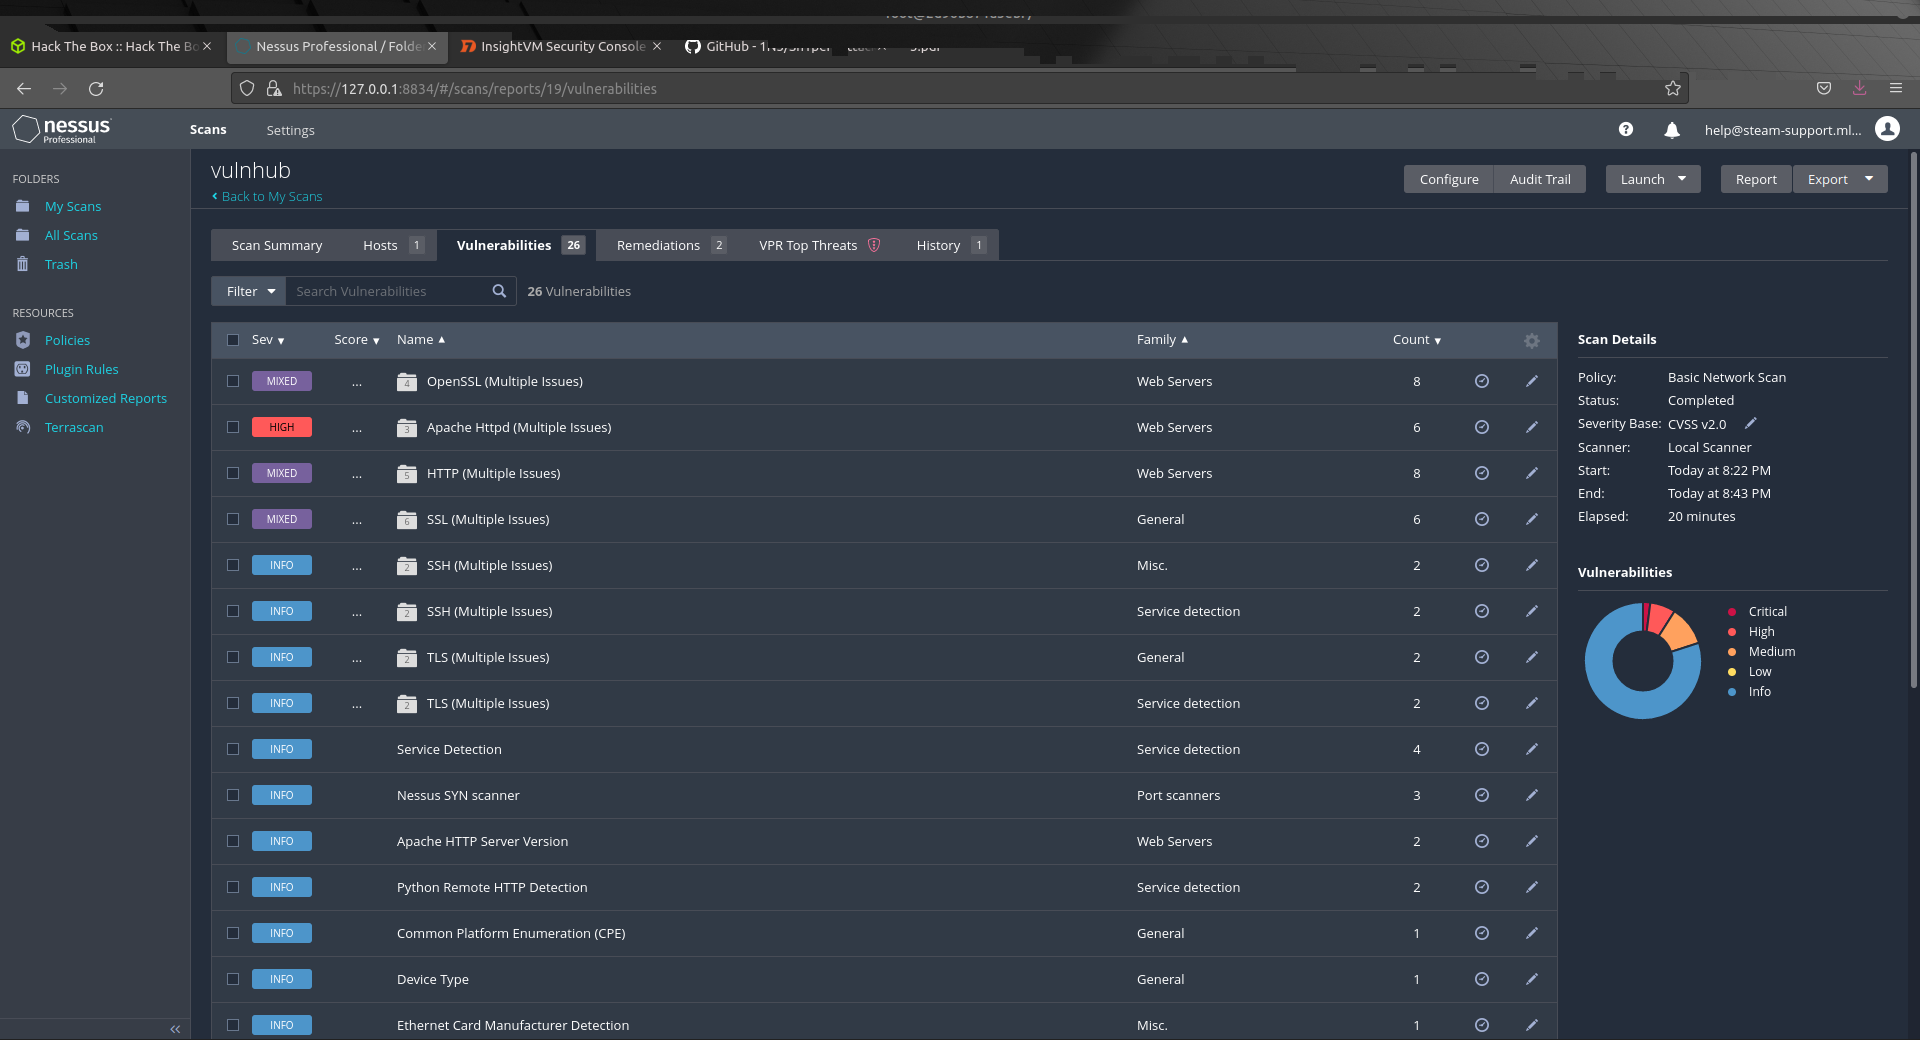 Hack The Box :: Hack The Bo
Nessus Professional / Folde
InsightVM Security Console
GitHub -
https://127.0.0.1:8834/#/scans/reports/19/vulnerabilities
nessus
Professional
Scans
Settings
help@steam-support.ml...
FOLDERS
My Scans
All Scans
Trash
RESOURCES
Policies
Plugin Rules
Customized Reports
Terrascan
vulnhub
Back to My Scans
Configure
Audit Trail
Launch
Report
Export
Scan Summary
Hosts 1
Vulnerabilities 26
Remediations 2
VPR Top Threats
History 1
Filter
Search Vulnerabilities
26 Vulnerabilities
Sev Score Name Family Count
MIXED ... 4 OpenSSL (Multiple Issues) Web Servers 8
HIGH ... 3 Apache Httpd (Multiple Issues) Web Servers 6
MIXED ... 5 HTTP (Multiple Issues) Web Servers 8
MIXED ... 6 SSL (Multiple Issues) General 6
INFO ... 2 SSH (Multiple Issues) Misc. 2
INFO ... 2 SSH (Multiple Issues) Service detection 2
INFO ... 2 TLS (Multiple Issues) General 2
INFO ... 2 TLS (Multiple Issues) Service detection 2
INFO Service Detection Service detection 4
INFO Nessus SYN scanner Port scanners 3
INFO Apache HTTP Server Version Web Servers 2
INFO Python Remote HTTP Detection Service detection 2
INFO Common Platform Enumeration (CPE) General 1
INFO Device Type General 1
INFO Ethernet Card Manufacturer Detection Misc. 1
Scan Details
Policy: Basic Network Scan
Status: Completed
Severity Base: CVSS v2.0
Scanner: Local Scanner
Start: Today at 8:22 PM
End: Today at 8:43 PM
Elapsed: 20 minutes
Vulnerabilities
Critical
High
Medium
Low
Info